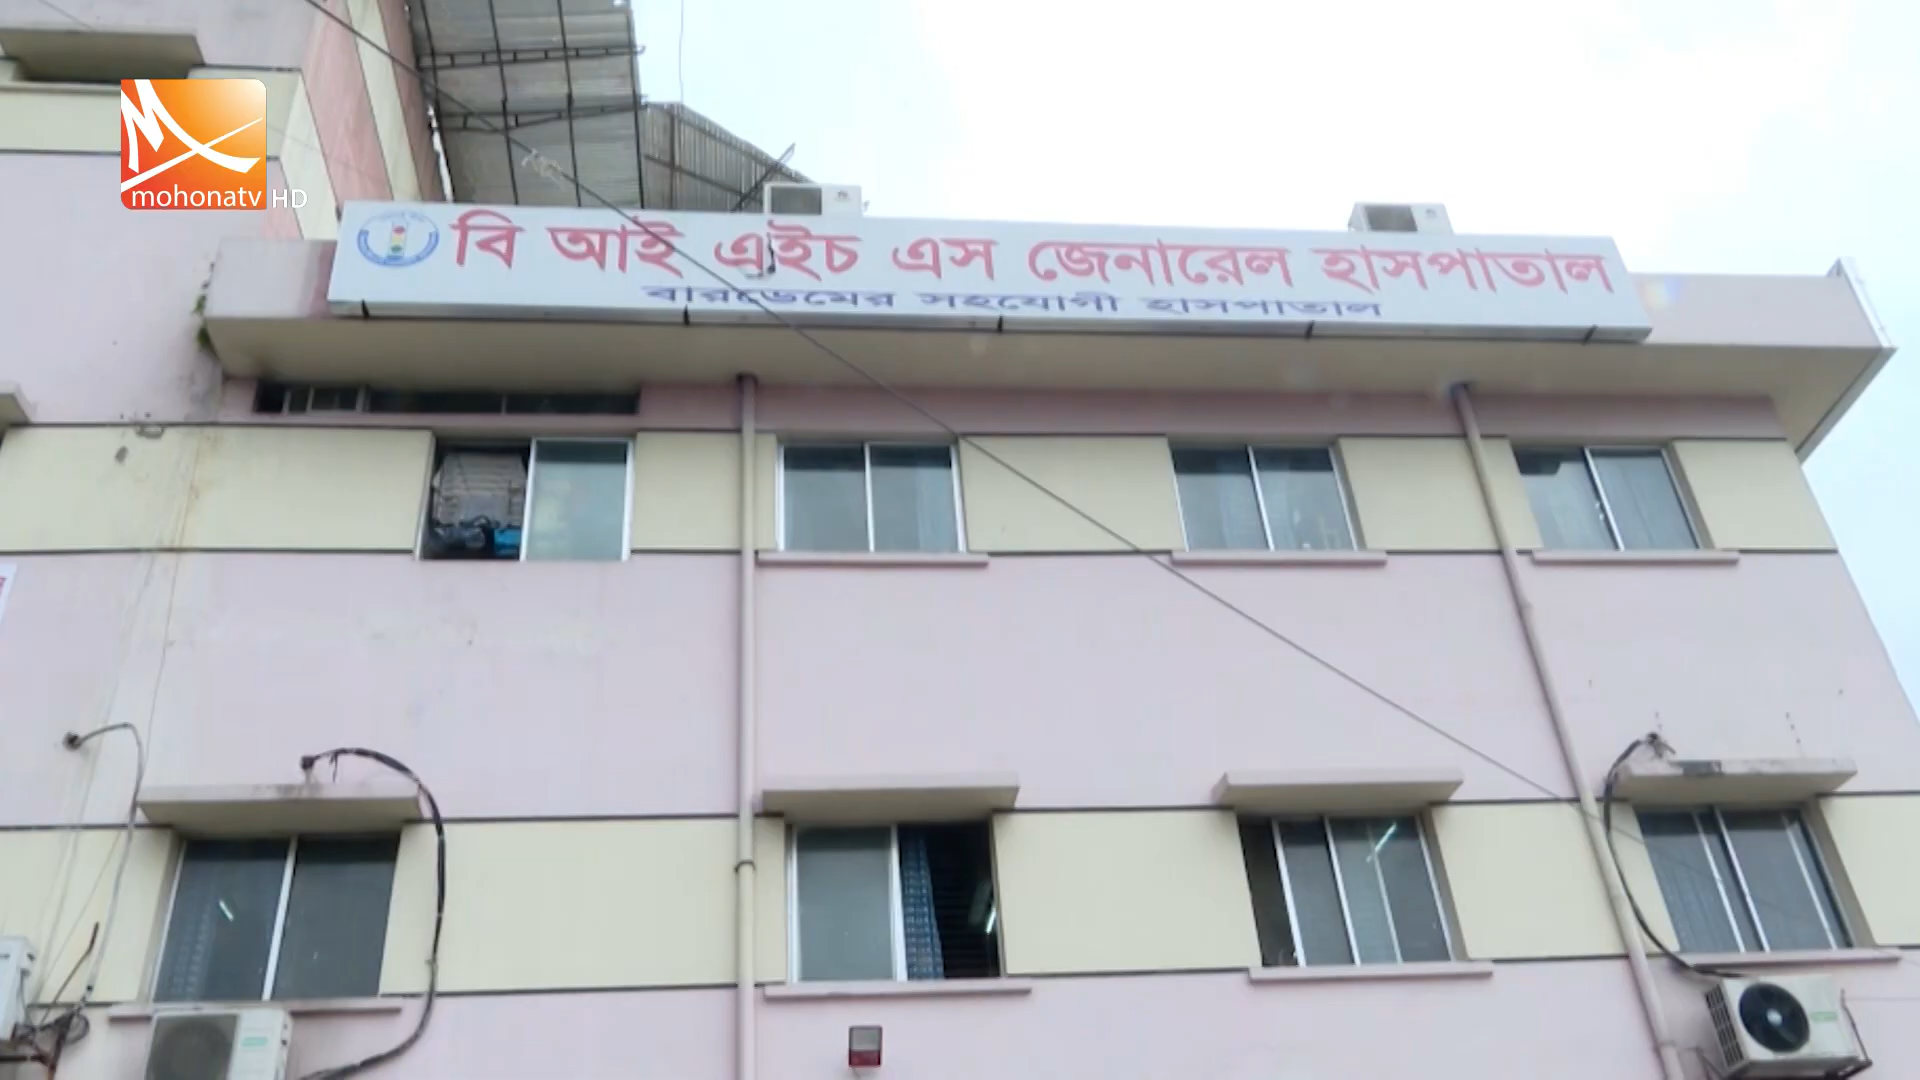 mohonatv HD
বি আই এইচ এস জেনারেল হাসপাতাল
বারডেমের সহযোগী হাসপাতাল